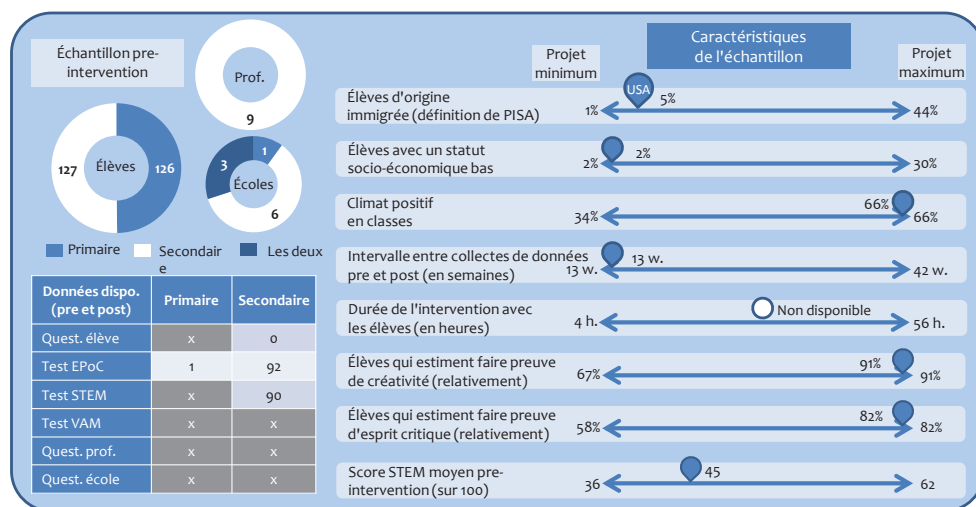 Échantillon pre-
intervention
Prof.
9
127
Élèves
126
3
1
Écoles
6
Primaire
Secondair
e
Les deux
Données dispo.
(pre et post)
Primaire
Secondaire
Quest. élève
x
0
Test EPoC
1
92
Test STEM
x
90
Test VAM
x
x
Quest. prof.
x
x
Quest. école
x
x
Projet
minimum
Caractéristiques
de l'échantillon
Projet
maximum
Élèves d'origine
immigrée (définition de PISA)
1%
USA
5%
44%
Élèves avec un statut
socio-économique bas
2%
2%
30%
Climat positif
en classes
34%
66%
66%
Intervalle entre collectes de données
pre et post (en semaines)
13 w.
13 w.
42 w.
Durée de l'intervention avec
les élèves (en heures)
4 h.
Non disponible
56 h.
Élèves qui estiment faire preuve
de créativité (relativement)
67%
91%
91%
Élèves qui estiment faire preuve
d'esprit critique (relativement)
58%
82%
82%
Score STEM moyen pre-
intervention (sur 100)
36
45
62